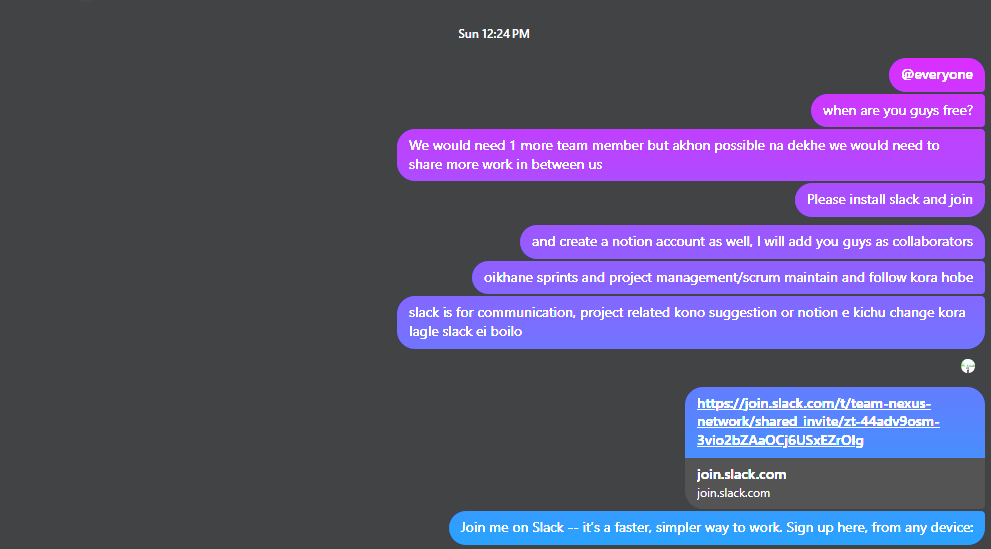 Sun 12:24 PM
@everyone
when are you guys free?
We would need 1 more team member but akhon possible na dekhe we would need to
share more work in between us
Please install slack and join
and create a notion account as well, I will add you guys as collaborators
oikhane sprints and project management/scrum maintain and follow kora hobe
slack is for communication, project related kono suggestion or notion e kichu change kora
lagle slack ei boilo
https://join.slack.com/t/team-nexus-
network/shared_invite/zt-44adv9osm-
3vio2bZAaOCj6USxEZrOlg
join.slack.com
join.slack.com
Join me on Slack -- it's a faster, simpler way to work. Sign up here, from any device: